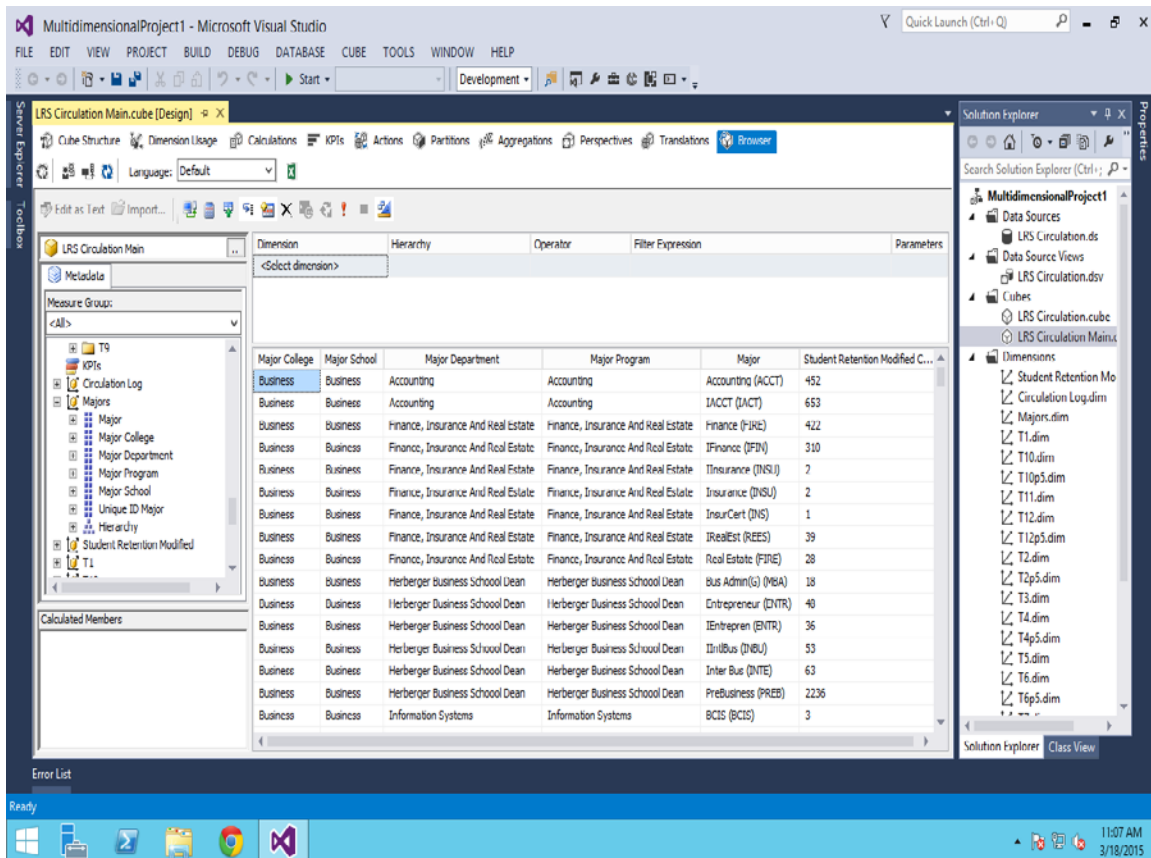 MultidimensionalProject1 - Microsoft Visual Studio
Quick Launch (Ctrl+Q)
FILE EDIT VIEW PROJECT BUILD DEBUG DATABASE CUBE TOOLS WINDOW HELP
Start
Development
Server Explorer
Toolbox
LRS Circulation Main.cube [Design]
Cube Structure Dimension Usage Calculations KPIs Actions Partitions Aggregations Perspectives Translations Browser
Language: Default
Edit as Text Import...
LRS Circulation Main ..
Metadata
Measure Group:
<All>
T9
KPIs
Circulation Log
Majors
Major
Major College
Major Department
Major Program
Major School
Unique ID Major
Hierarchy
Student Retention Modified
T1
Calculated Members
Dimension Hierarchy Operator Filter Expression Parameters
<Select dimension>
Major College Major School Major Department Major Program Major Student Retention Modified C...
Business Business Accounting Accounting Accounting (ACCT) 452
Business Business Accounting Accounting IACCT (IACT) 653
Business Business Finance, Insurance And Real Estate Finance, Insurance And Real Estate Finance (FIRE) 422
Business Business Finance, Insurance And Real Estate Finance, Insurance And Real Estate IFinance (IFIN) 310
Business Business Finance, Insurance And Real Estate Finance, Insurance And Real Estate IInsurance (INSU) 2
Business Business Finance, Insurance And Real Estate Finance, Insurance And Real Estate Insurance (INSU) 2
Business Business Finance, Insurance And Real Estate Finance, Insurance And Real Estate InsurCert (INS) 1
Business Business Finance, Insurance And Real Estate Finance, Insurance And Real Estate IRealEst (REES) 39
Business Business Finance, Insurance And Real Estate Finance, Insurance And Real Estate Real Estate (FIRE) 28
Business Business Herberger Business Schoool Dean Herberger Business Schoool Dean Bus Admin(G) (MBA) 18
Business Business Herberger Business Schoool Dean Herberger Business Schoool Dean Entrepreneur (ENTR) 48
Business Business Herberger Business Schoool Dean Herberger Business Schoool Dean IEntrepren (ENTR) 36
Business Business Herberger Business Schoool Dean Herberger Business Schoool Dean IIntlBus (INBU) 53
Business Business Herberger Business Schoool Dean Herberger Business Schoool Dean Inter Bus (INTE) 63
Business Business Herberger Business Schoool Dean Herberger Business Schoool Dean PreBusiness (PREB) 2236
Business Business Information Systems Information Systems BCIS (BCIS) 3
Solution Explorer
Search Solution Explorer (Ctrl+;
MultidimensionalProject1
Data Sources
LRS Circulation.ds
Data Source Views
LRS Circulation.dsv
Cubes
LRS Circulation.cube
LRS Circulation Main.c
Dimensions
Student Retention Mo
Circulation Log.dim
Majors.dim
T1.dim
T10.dim
T10p5.dim
T11.dim
T12.dim
T12p5.dim
T2.dim
T2p5.dim
T3.dim
T4.dim
T4p5.dim
T5.dim
T6.dim
T6p5.dim
Solution Explorer Class View
Properties
Error List
Ready
11:07 AM
3/18/2015